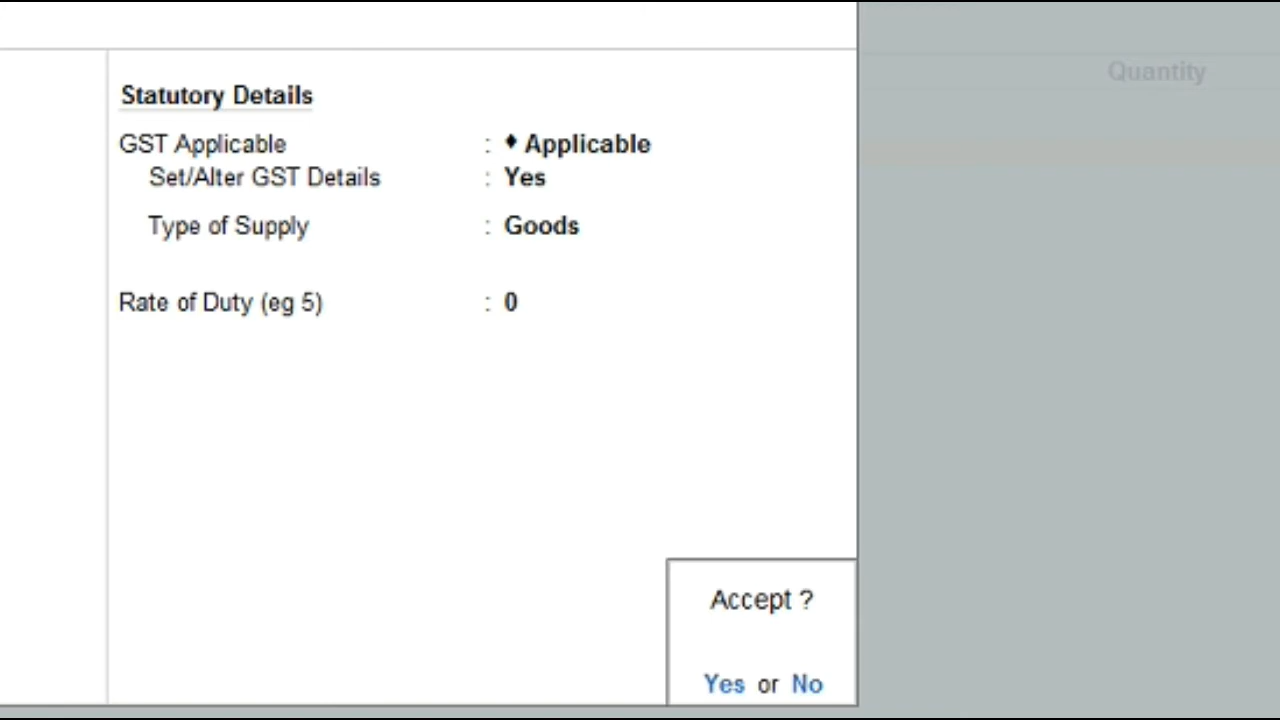 Quantity
Statutory Details
GST Applicable : ♦ Applicable
Set/Alter GST Details : Yes
Type of Supply : Goods
Rate of Duty (eg 5) : 0
Accept ?
Yes or No